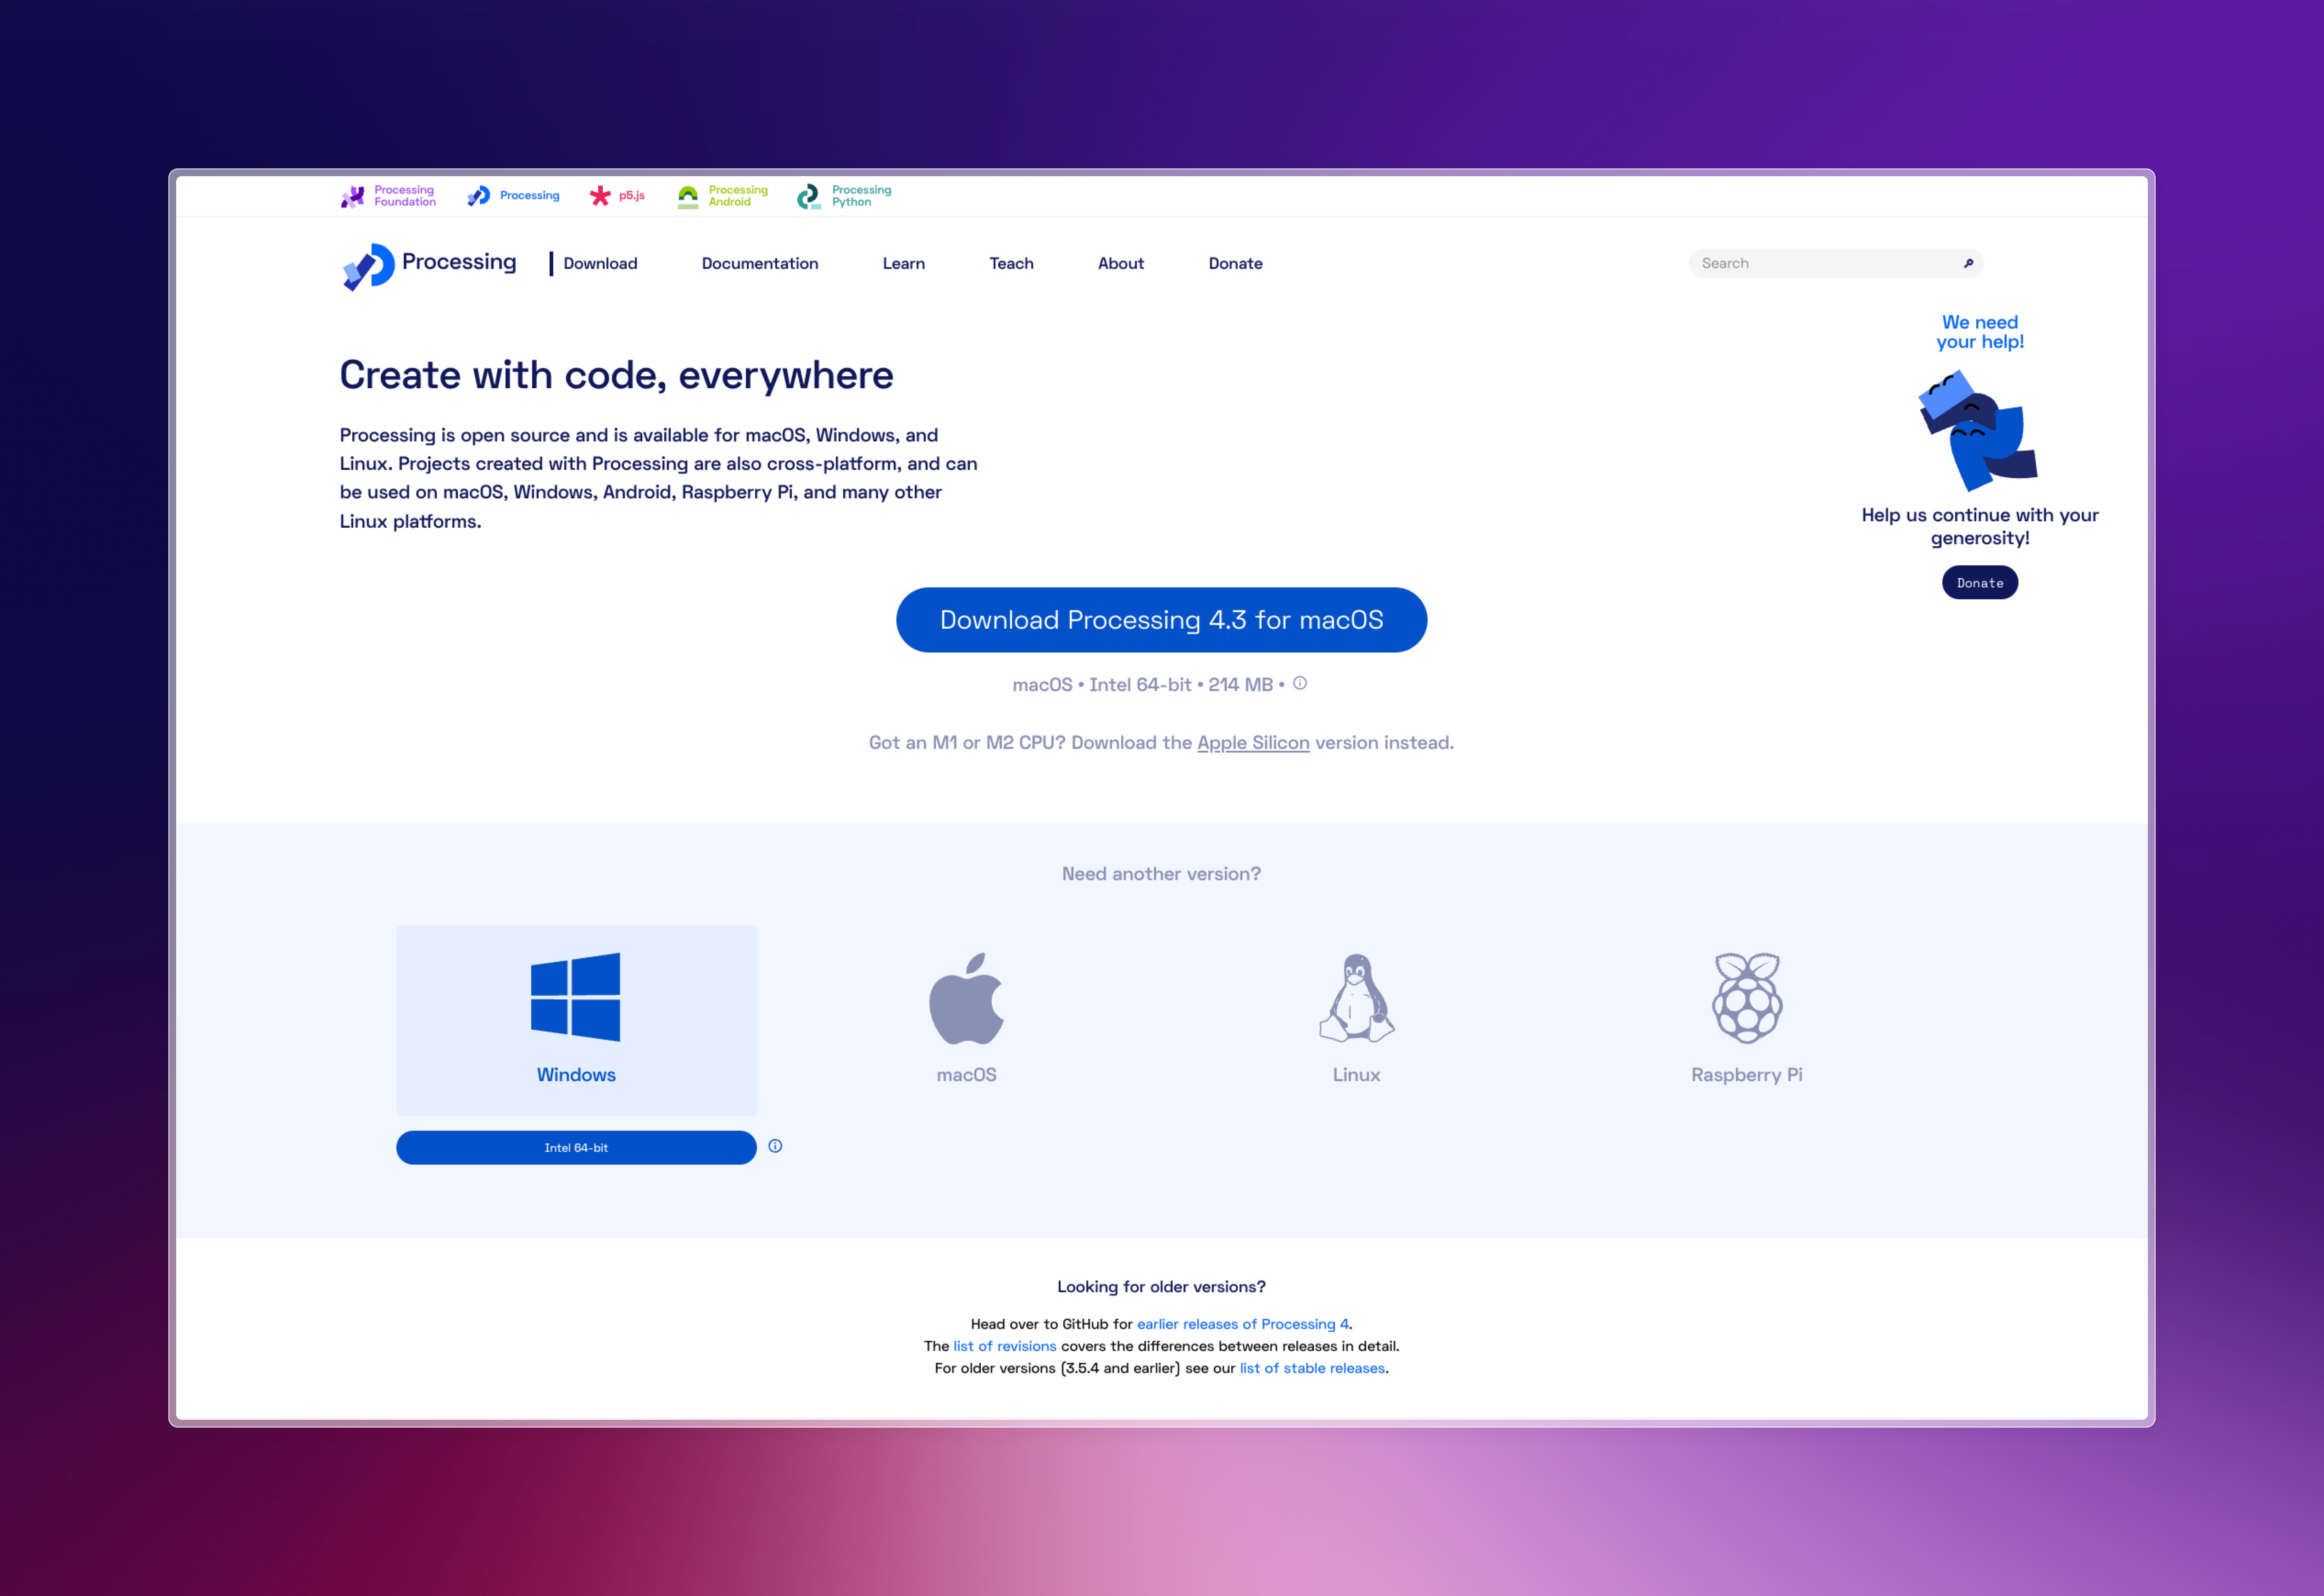 Processing
Foundation
Processing
p5.js
Processing
Android
Processing
Python
Processing
Download
Documentation
Learn
Teach
About
Donate
Search
We need
your help!
Create with code, everywhere
Processing is open source and is available for macOS, Windows, and
Linux. Projects created with Processing are also cross-platform, and can
be used on macOS, Windows, Android, Raspberry Pi, and many other
Linux platforms.
Help us continue with your
generosity!
Donate
Download Processing 4.3 for macOS
macOS • Intel 64-bit • 214 MB •
Got an M1 or M2 CPU? Download the Apple Silicon version instead.
Need another version?
Windows
macOS
Linux
Raspberry Pi
Intel 64-bit
Looking for older versions?
Head over to GitHub for earlier releases of Processing 4.
The list of revisions covers the differences between releases in detail.
For older versions (3.5.4 and earlier) see our list of stable releases.